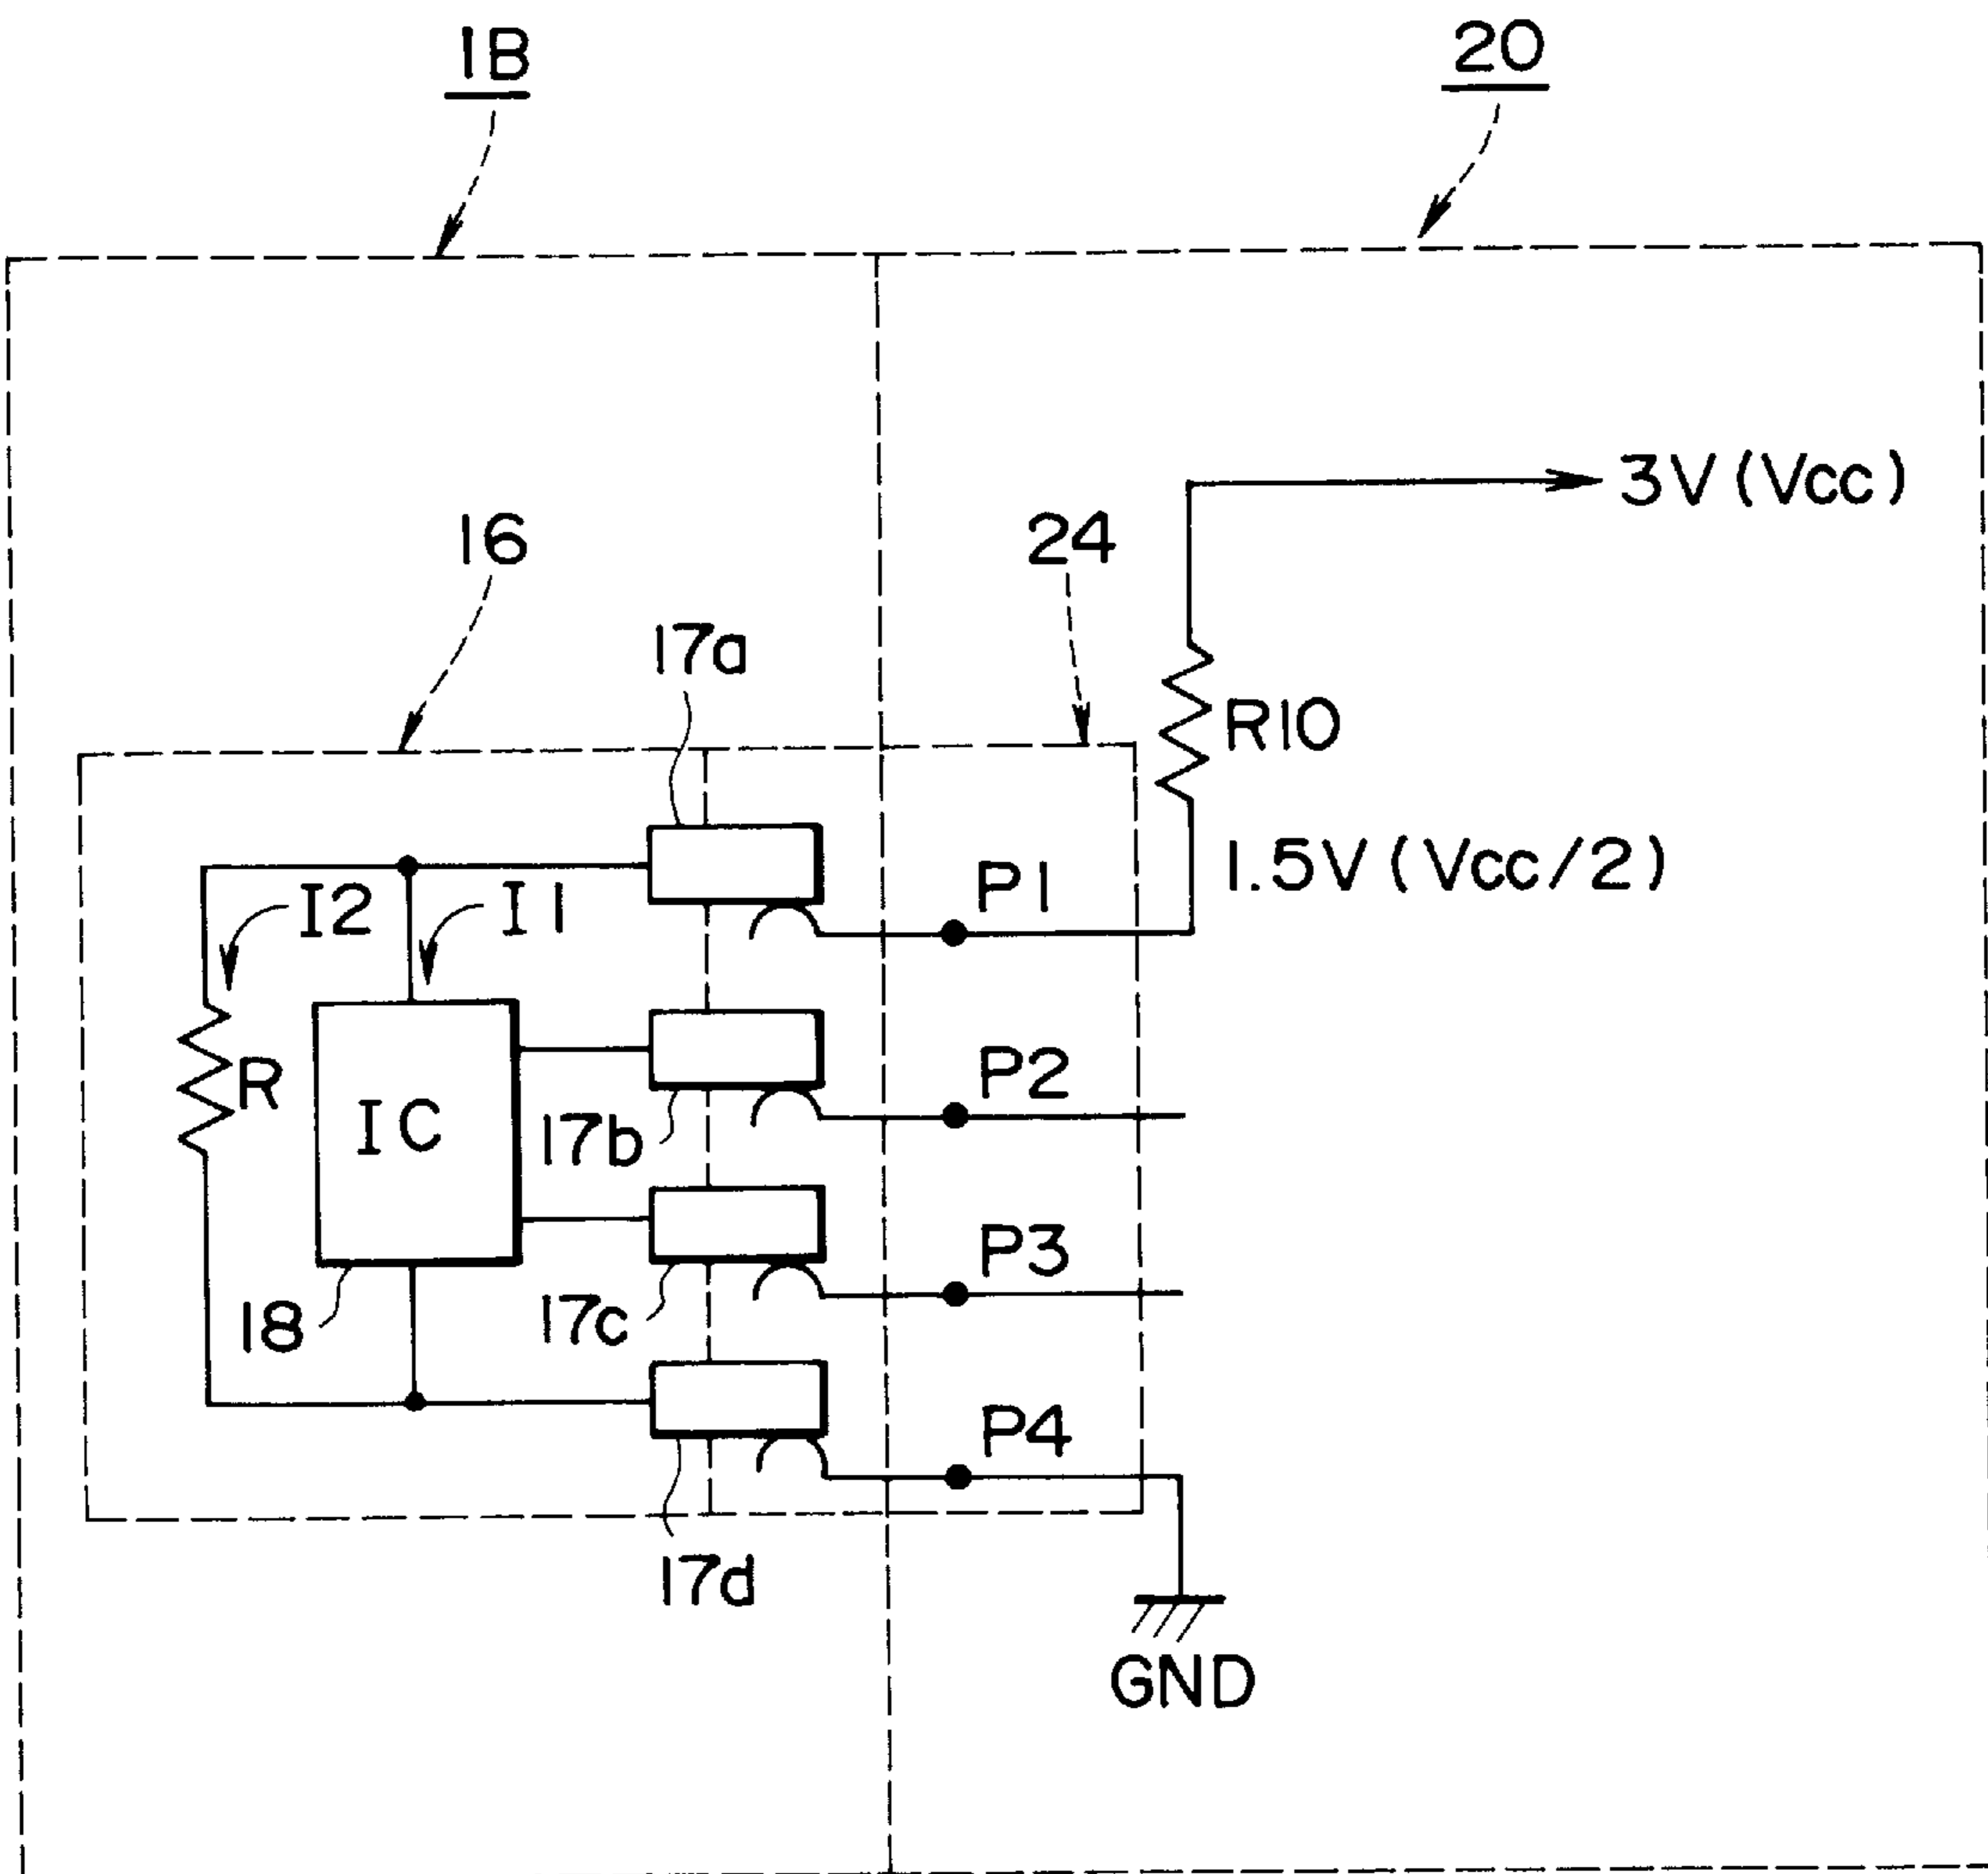 1B
20
3V (Vcc)
16
24
17a
R10
1.5V (Vcc/2)
P1
I2
I1
R
IC
P2
17b
P3
18
17c
P4
17d
GND